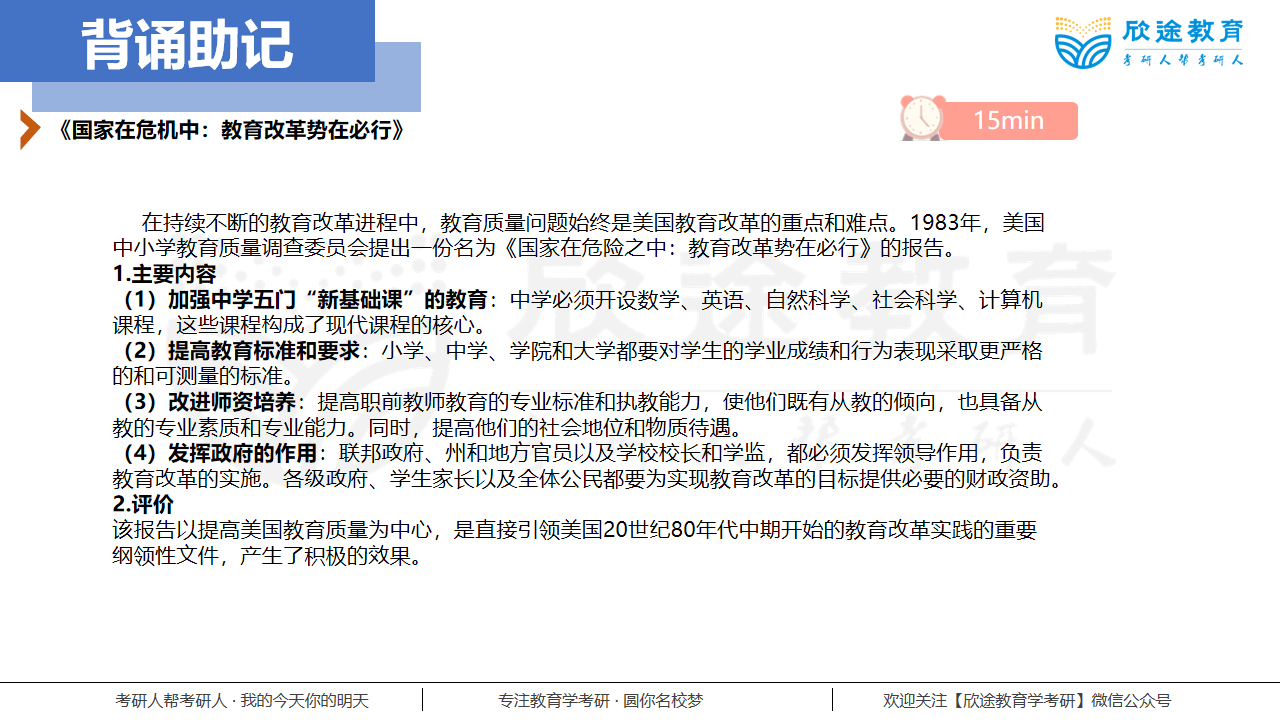 背诵助记
欣途教育
考研人帮考研人
《国家在危机中：教育改革势在必行》
15min
在持续不断的教育改革进程中，教育质量问题始终是美国教育改革的重点和难点。1983年，美国
中小学教育质量调查委员会提出一份名为《国家在危险之中：教育改革势在必行》的报告。
1.主要内容
（1）加强中学五门“新基础课”的教育：中学必须开设数学、英语、自然科学、社会科学、计算机
课程，这些课程构成了现代课程的核心。
（2）提高教育标准和要求：小学、中学、学院和大学都要对学生的学业成绩和行为表现采取更严格
的和可测量的标准。
（3）改进师资培养：提高职前教师教育的专业标准和执教能力，使他们既有从教的倾向，也具备从
教的专业素质和专业能力。同时，提高他们的社会地位和物质待遇。
（4）发挥政府的作用：联邦政府、州和地方官员以及学校校长和学监，都必须发挥领导作用，负责
教育改革的实施。各级政府、学生家长以及全体公民都要为实现教育改革的目标提供必要的财政资助。
2.评价
该报告以提高美国教育质量为中心，是直接引领美国20世纪80年代中期开始的教育改革实践的重要
纲领性文件，产生了积极的效果。
欣途教育
考研人帮考研人
考研人帮考研人 · 我的今天你的明天
专注教育学考研 · 圆你名校梦
欢迎关注【欣途教育学考研】微信公众号